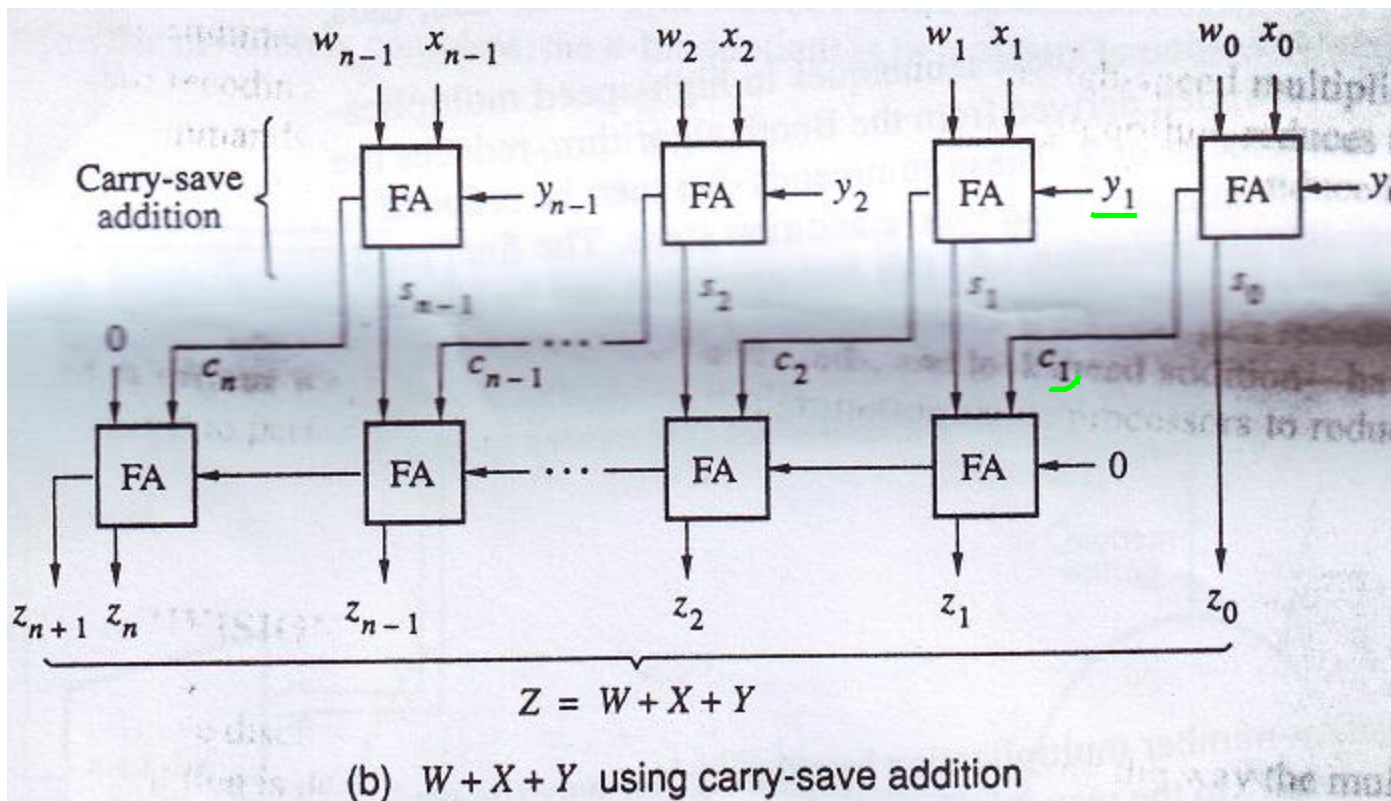 w_{n-1} x_{n-1} w_2 x_2 w_1 x_1 w_0 x_0
Carry-save
addition
FA y_{n-1} FA y_2 FA y_1 FA y
s_{n-1} s_2 s_1 s_0
0
c_n c_{n-1} ... c_2 c_1
FA FA ... FA FA 0
z_{n+1} z_n z_{n-1} z_2 z_1 z_0
Z = W + X + Y
(b) W + X + Y using carry-save addition